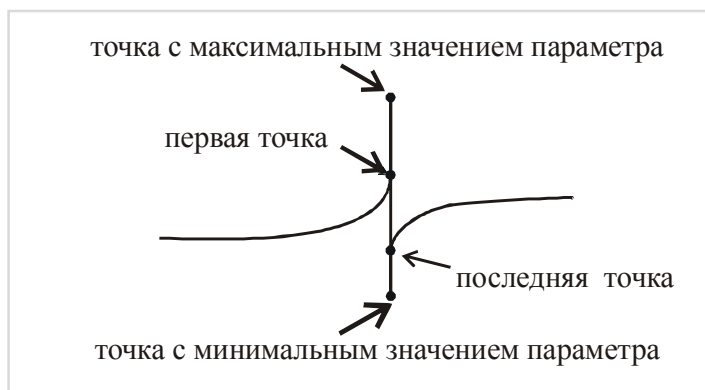 точка с максимальным значением параметра
первая точка
последняя точка
точка с минимальным значением параметра